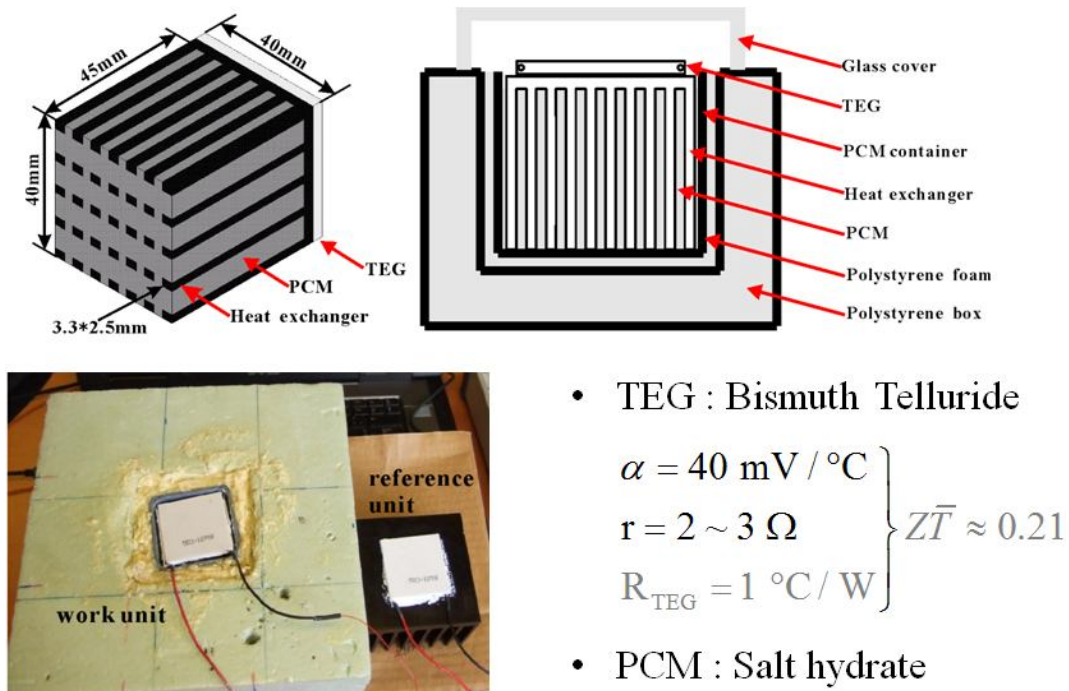 45mm
40mm
40mm
TEG
PCM
Heat exchanger
3.3*2.5mm
Glass cover
TEG
PCM container
Heat exchanger
PCM
Polystyrene foam
Polystyrene box
reference
unit
work unit
• TEG : Bismuth Telluride
α = 40 mV / °C
r = 2 ~ 3 Ω
R_TEG = 1 °C / W
ZT̅ ≈ 0.21
• PCM : Salt hydrate